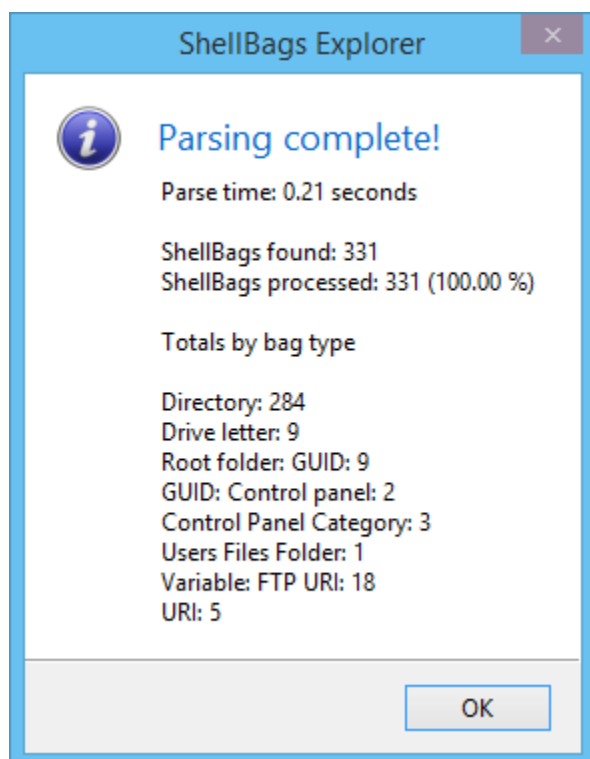 ShellBags Explorer
Parsing complete!
Parse time: 0.21 seconds
ShellBags found: 331
ShellBags processed: 331 (100.00 %)
Totals by bag type
Directory: 284
Drive letter: 9
Root folder: GUID: 9
GUID: Control panel: 2
Control Panel Category: 3
Users Files Folder: 1
Variable: FTP URI: 18
URI: 5
OK